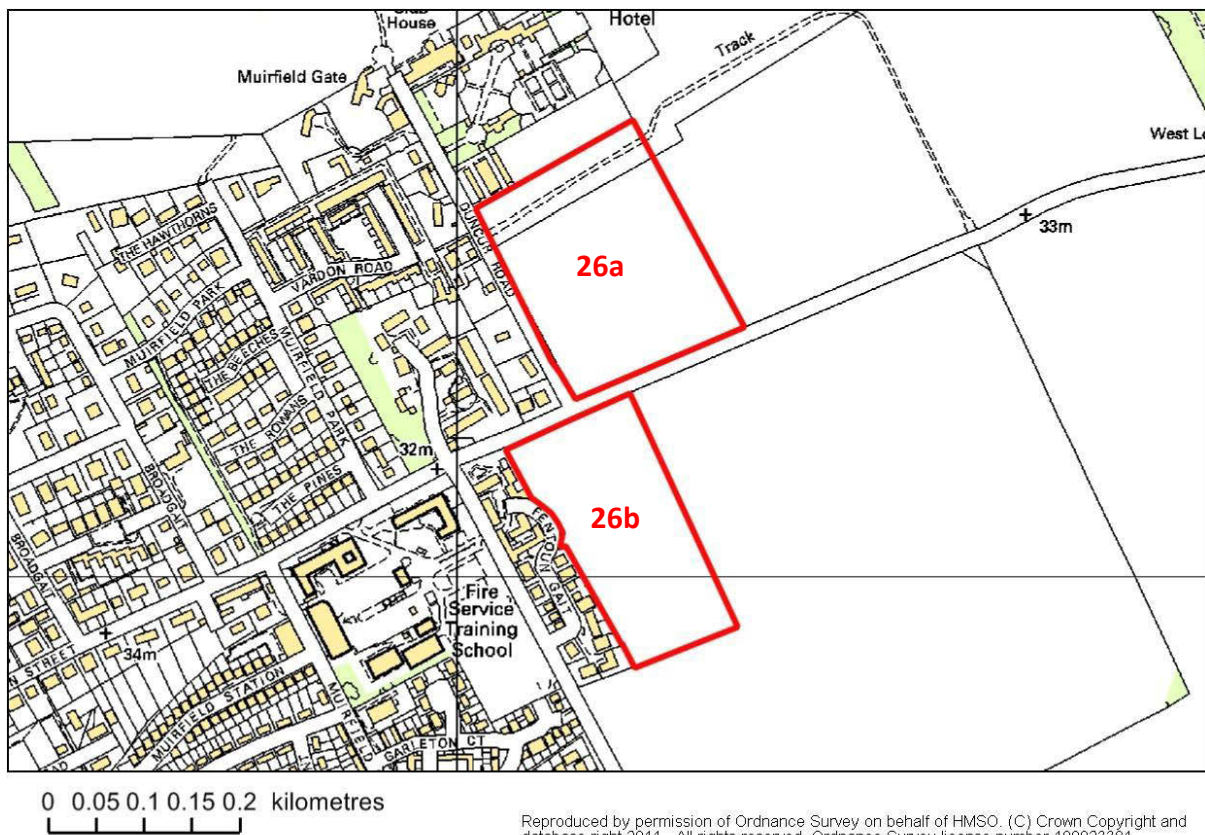 House
Hotel
Track
Muirfield Gate
West Lo
33m
THE HAWTHORNS
DUNCUR ROAD
26a
VARDON ROAD
MUIRFIELD PARK
THE BEECHES
MUIRFIELD PARK
THE ROWANS
32m
BROADGAIT
THE PINES
26b
FENTON GAIT
BROADGAIT
Fire
Service
Training
School
34m
N STREET
MUIRFIELD STATION
MUIRFIELD
GARLETON CT
0 0.05 0.1 0.15 0.2 kilometres
Reproduced by permission of Ordnance Survey on behalf of HMSO. (C) Crown Copyright and